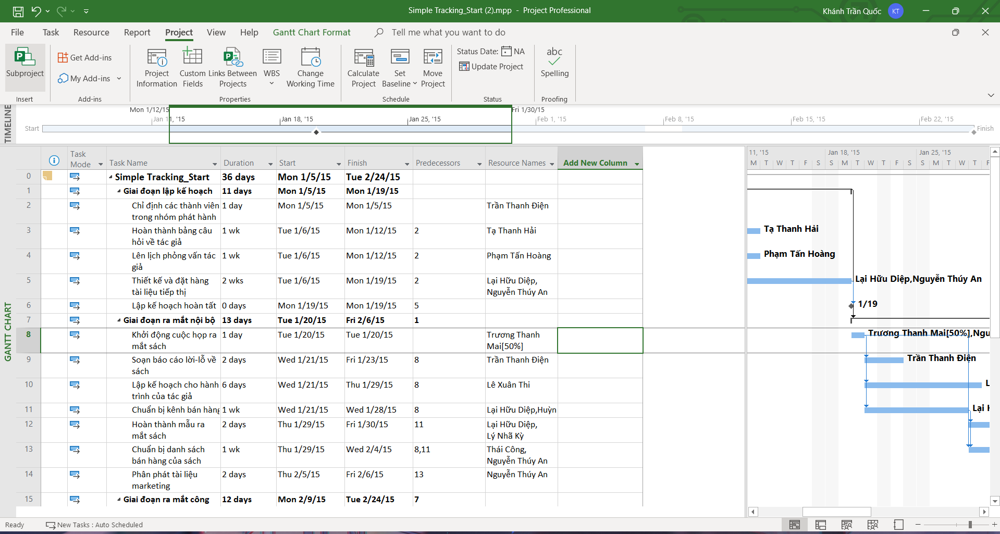 Simple Tracking_Start (2).mpp - Project Professional
Khánh Trần Quốc KT
File Task Resource Report Project View Help Gantt Chart Format Tell me what you want to do
Subproject
Insert
Get Add-ins
My Add-ins
Add-ins
Project Information
Custom Fields
Links Between Projects
WBS
Change Working Time
Properties
Calculate Project
Set Baseline
Move Project
Schedule
Status Date: NA
Update Project
Status
abc
Spelling
Proofing
TIMELINE
Mon 1/12/15 Fri 1/30/15
Jan 11, '15 Jan 18, '15 Jan 25, '15 Feb 1, '15 Feb 8, '15 Feb 15, '15 Feb 22, '15
Start Finish
GANTT CHART
Task Mode Task Name Duration Start Finish Predecessors Resource Names Add New Column
11, '15 Jan 18, '15 Jan 25, '15
M T W T F S S M T W T F S S M T W T F
0 Simple Tracking_Start 36 days Mon 1/5/15 Tue 2/24/15
1 Giai đoạn lập kế hoạch 11 days Mon 1/5/15 Mon 1/19/15
2 Chỉ định các thành viên 1 day Mon 1/5/15 Mon 1/5/15 Trần Thanh Điện
trong nhóm phát hành
3 Hoàn thành bảng câu 1 wk Tue 1/6/15 Mon 1/12/15 2 Tạ Thanh Hải
hỏi về tác giả
4 Lên lịch phỏng vấn tác 1 wk Tue 1/6/15 Mon 1/12/15 2 Phạm Tấn Hoàng
giả
5 Thiết kế và đặt hàng 2 wks Tue 1/6/15 Mon 1/19/15 2 Lại Hữu Diệp,
tài liệu tiếp thị Nguyễn Thúy An
6 Lập kế hoạch hoàn tất 0 days Mon 1/19/15 Mon 1/19/15 5
7 Giai đoạn ra mắt nội bộ 13 days Tue 1/20/15 Fri 2/6/15 1
8 Khởi động cuộc họp ra 1 day Tue 1/20/15 Tue 1/20/15 Trương Thanh
mắt sách Mai[50%]
9 Soạn báo cáo lời-lỗ về 2 days Wed 1/21/15 Fri 1/23/15 8 Trần Thanh Điện
sách
10 Lập kế hoạch cho hành 6 days Wed 1/21/15 Thu 1/29/15 8 Lê Xuân Thi
trình của tác giả
11 Chuẩn bị kênh bán hàng 1 wk Wed 1/21/15 Wed 1/28/15 8 Lại Hữu Diệp,Huỳn
12 Hoàn thành mẫu ra 2 days Thu 1/29/15 Fri 1/30/15 11 Lại Hữu Diệp,
mắt sách Lý Nhã Kỳ
13 Chuẩn bị danh sách 1 wk Thu 1/29/15 Wed 2/4/15 8,11 Thái Công,
bán hàng của sách Nguyễn Thúy An
14 Phân phát tài liệu 2 days Thu 2/5/15 Fri 2/6/15 13 Nguyễn Thúy An
marketing
15 Giai đoạn ra mắt công 12 days Mon 2/9/15 Tue 2/24/15 7
Tạ Thanh Hải
Phạm Tấn Hoàng
Lại Hữu Diệp,Nguyễn Thúy An
1/19
Trương Thanh Mai[50%],Ngu
Trần Thanh Điện
L
Lại H
Ready New Tasks : Auto Scheduled